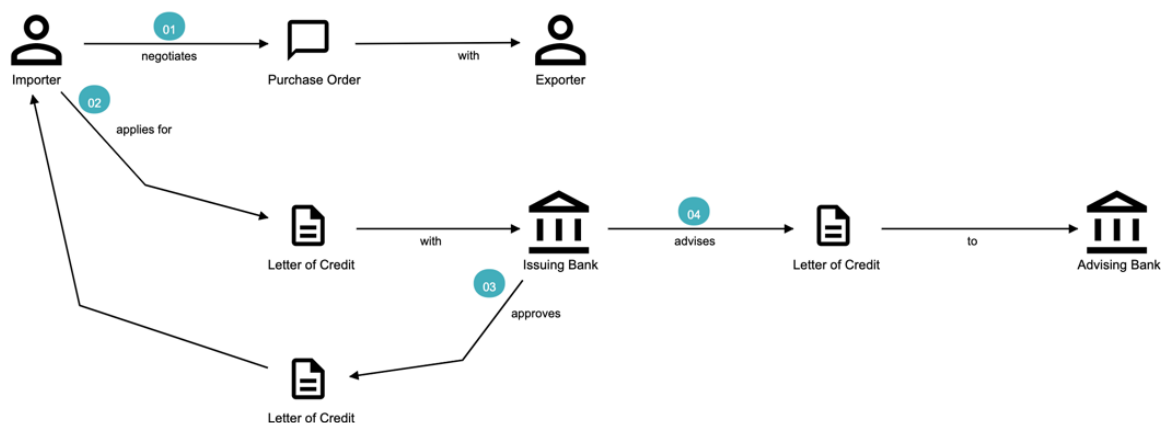 01
negotiates
with
Importer
Purchase Order
Exporter
02
applies for
04
with
advises
to
Letter of Credit
Issuing Bank
Letter of Credit
Advising Bank
03
approves
Letter of Credit